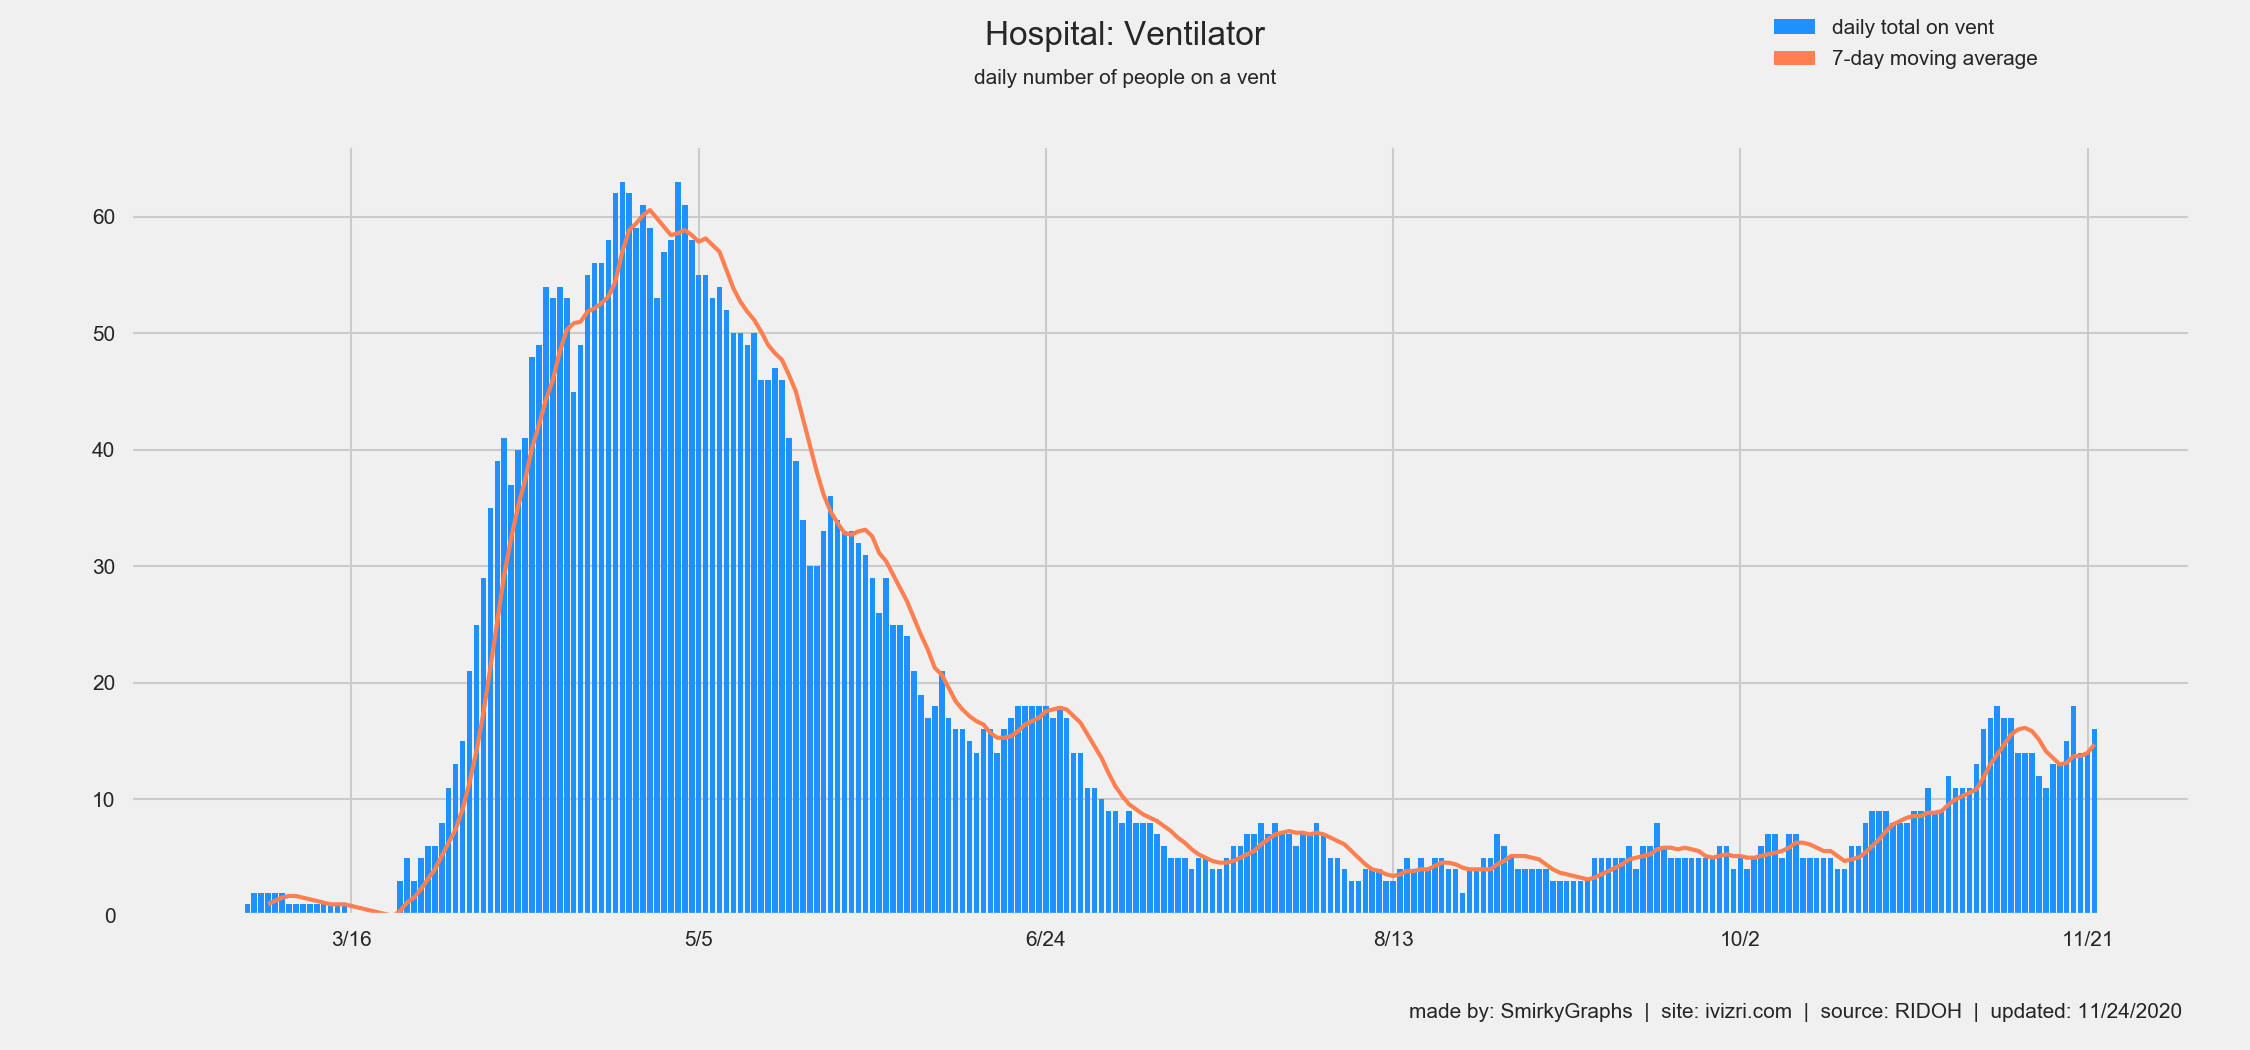 Hospital: Ventilator
daily number of people on a vent
daily total on vent
7-day moving average
60
50
40
30
20
10
0
3/16 5/5 6/24 8/13 10/2 11/21
made by: SmirkyGraphs | site: ivizri.com | source: RIDOH | updated: 11/24/2020